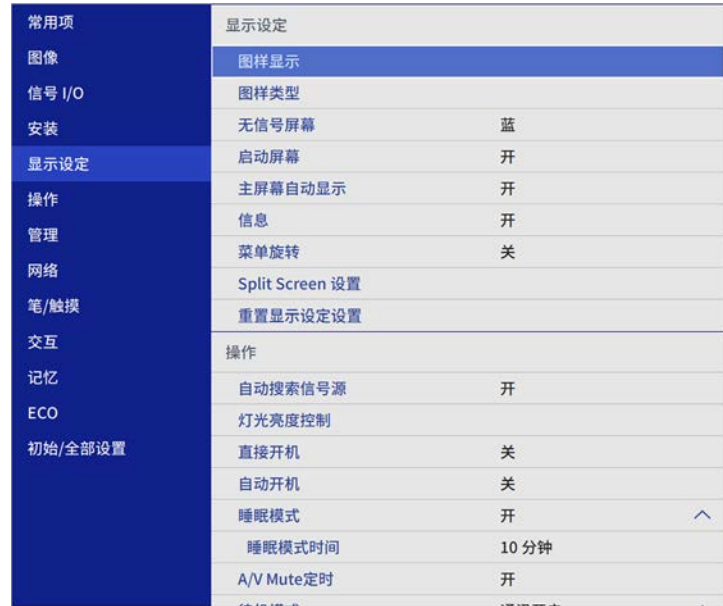 常用项
图像
信号 I/O
安装
显示设定
操作
管理
网络
笔/触摸
交互
记忆
ECO
初始/全部设置
显示设定
图样显示
图样类型
无信号屏幕 蓝
启动屏幕 开
主屏幕自动显示 开
信息 开
菜单旋转 关
Split Screen 设置
重置显示设定设置
操作
自动搜索信号源 开
灯光亮度控制
直接开机 关
自动开机 关
睡眠模式 开
睡眠模式时间 10 分钟
A/V Mute定时 开